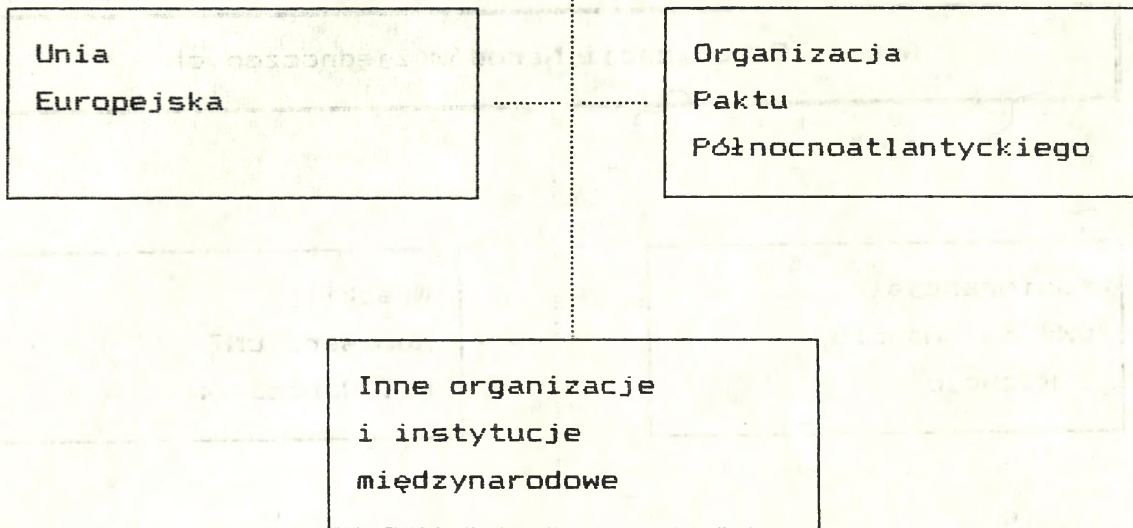 Unia
Europejska
Organizacja
Paktu
Północnoatlantyckiego
Inne organizacje
i instytucje
międzynarodowe